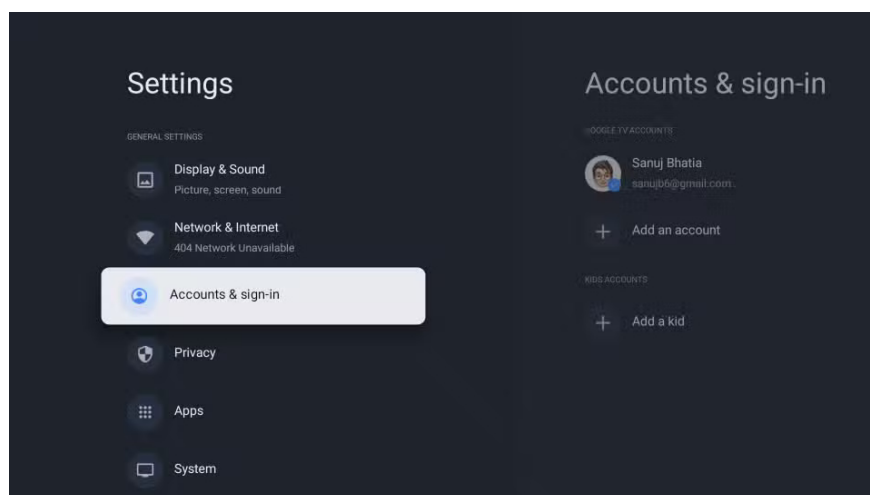 Settings
GENERAL SETTINGS
Display & Sound
Picture, screen, sound
Network & Internet
404 Network Unavailable
Accounts & sign-in
Privacy
Apps
System
Accounts & sign-in
GOOGLE TV ACCOUNTS
Sanuj Bhatia
sanujb6@gmail.com
Add an account
KIDS ACCOUNTS
Add a kid